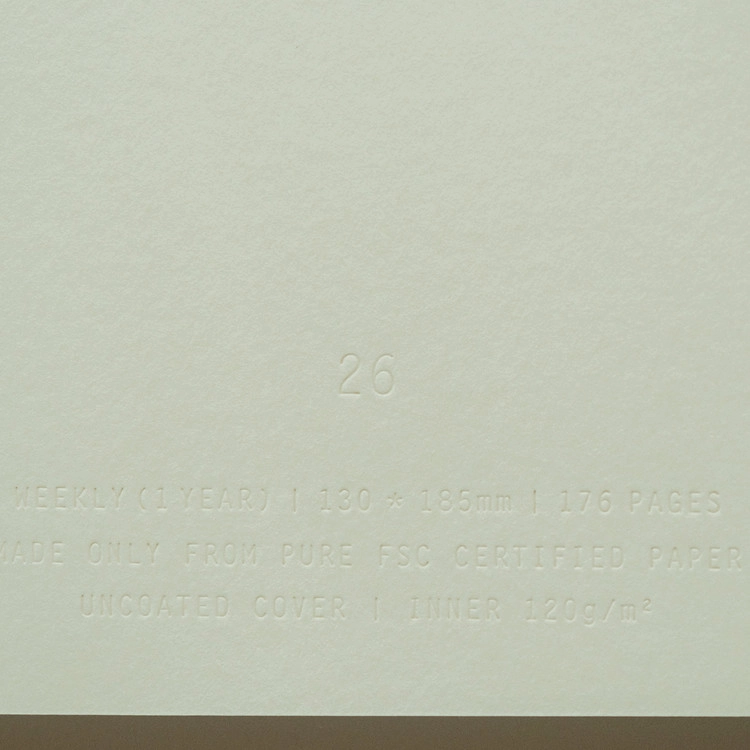 26
WEEKLY (1 YEAR) | 130 * 185mm | 176 PAGES
MADE ONLY FROM PURE FSC CERTIFIED PAPER
UNCOATED COVER | INNER 120g/m²